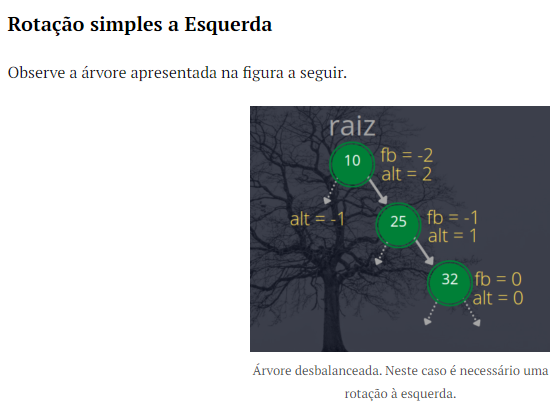 Rotação simples a Esquerda
Observe a árvore apresentada na figura a seguir.
raiz
10
fb = -2
alt = 2
alt = -1
25
fb = -1
alt = 1
32
fb = 0
alt = 0
Árvore desbalanceada. Neste caso é necessário uma
rotação à esquerda.